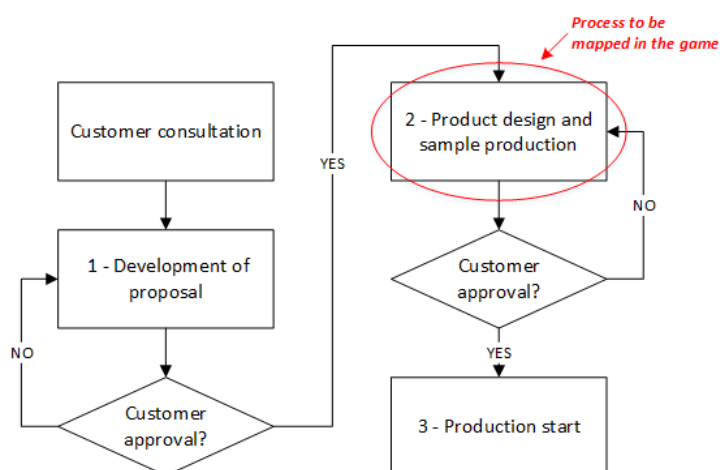 Process to be
mapped in the game
Customer consultation
1 - Development of
proposal
NO
Customer
approval?
YES
2 - Product design and
sample production
NO
Customer
approval?
YES
3 - Production start